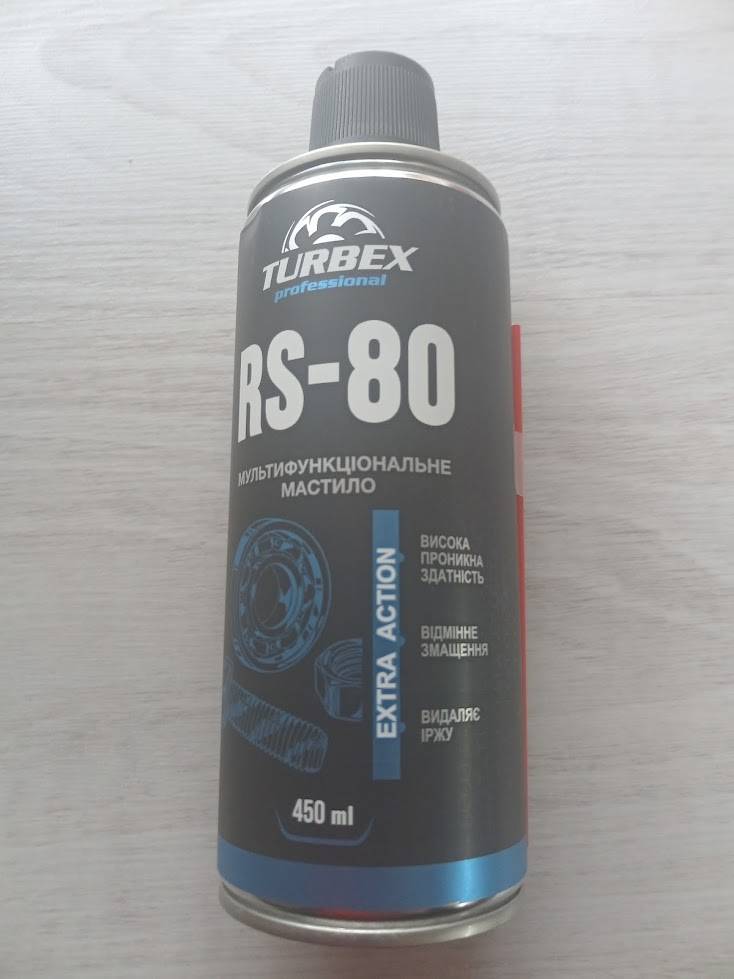 TURBEX
professional
RS-80
МУЛЬТИФУНКЦІОНАЛЬНЕ
МАСТИЛО
EXTRA ACTION
ВИСОКА
ПРОНИКНА
ЗДАТНІСТЬ
ВІДМІННЕ
ЗМАЩЕННЯ
ВИДАЛЯЄ
ІРЖУ
450 ml